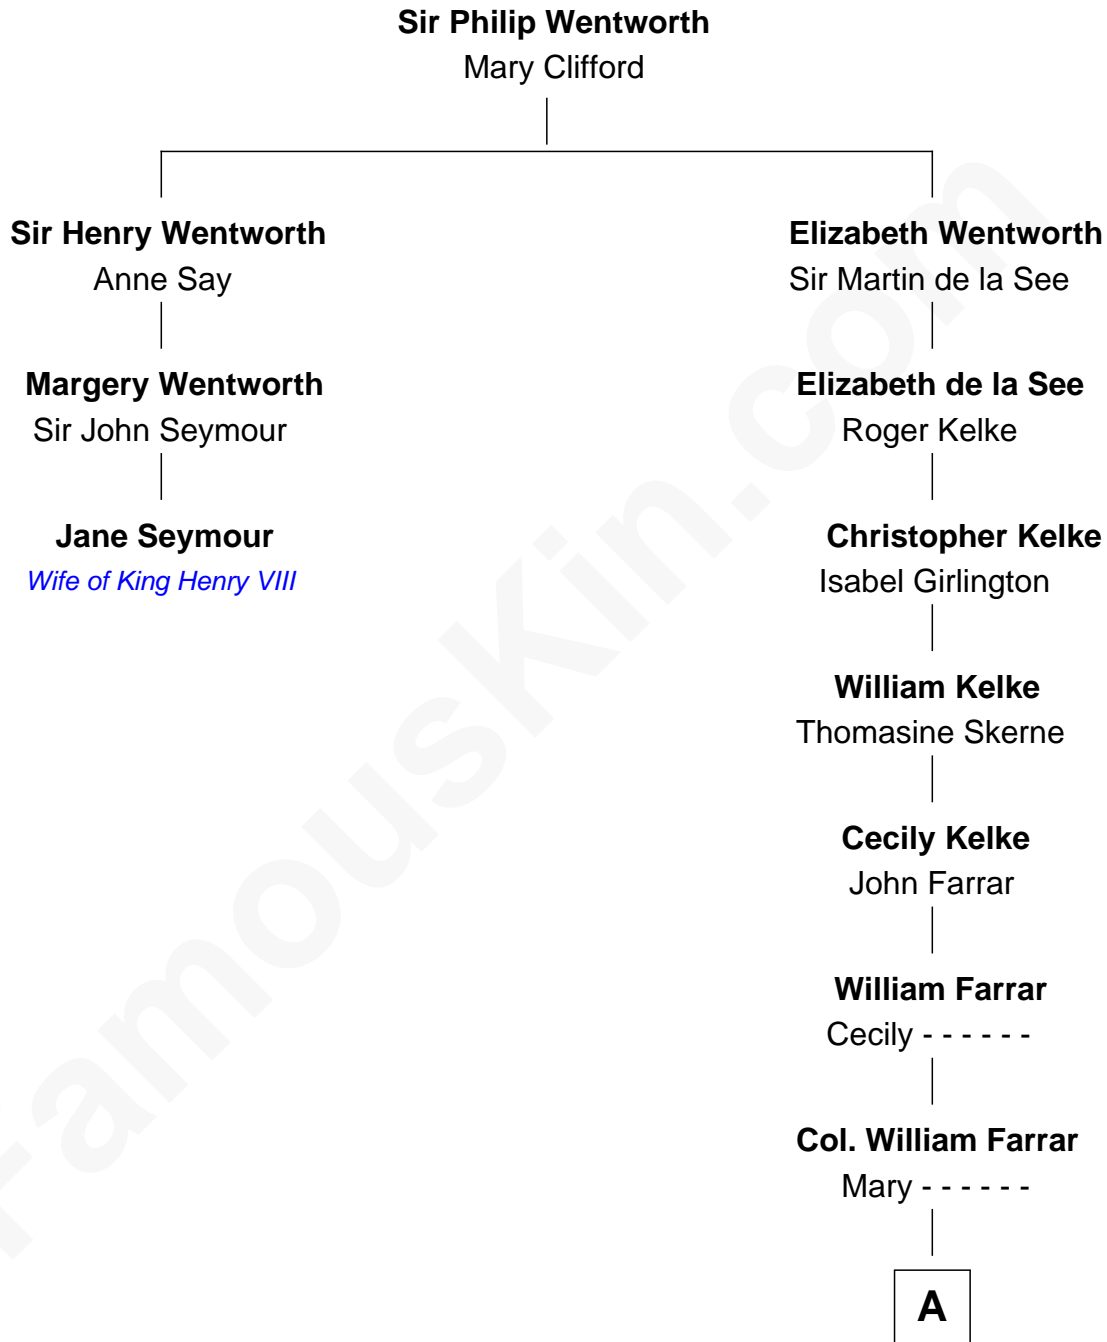 Sir Philip Wentworth
Mary Clifford
Sir Henry Wentworth
Anne Say
Elizabeth Wentworth
Sir Martin de la See
Margery Wentworth
Sir John Seymour
Elizabeth de la See
Roger Kelke
Jane Seymour
Wife of King Henry VIII
Christopher Kelke
Isabel Girlington
William Kelke
Thomasine Skerne
Cecily Kelke
John Farrar
William Farrar
Cecily - - - - - -
Col. William Farrar
Mary - - - - - -
A
FamousKin.com